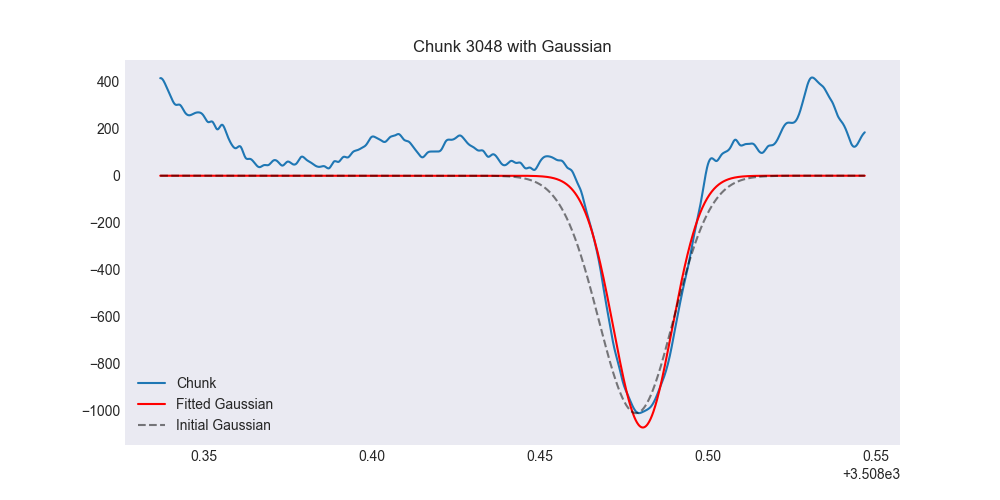 Chunk 3048 with Gaussian
400
200
0
−200
−400
−600
−800
−1000
Chunk
Fitted Gaussian
Initial Gaussian
0.35 0.40 0.45 0.50 0.55
+3.508e3